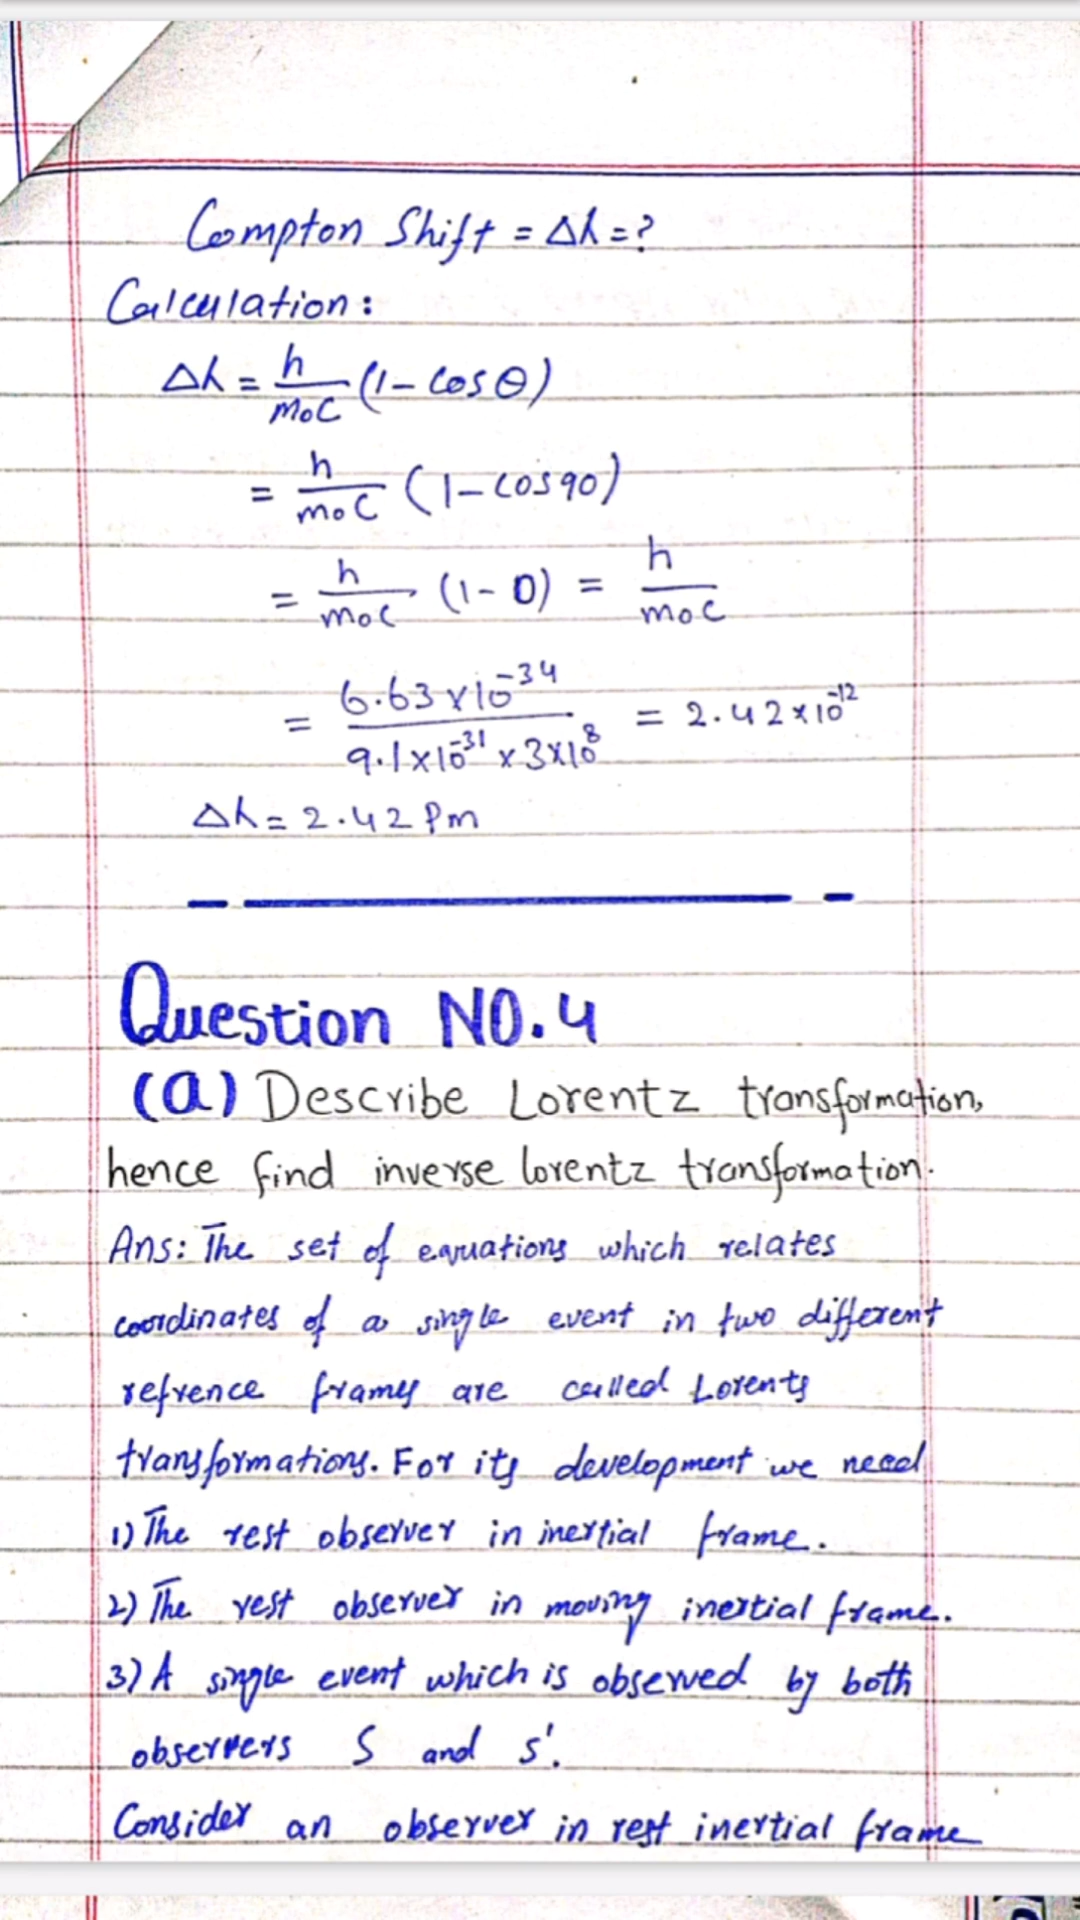 Compton Shift = Δλ = ?
Calculation:
Δλ = h/m₀c (1 - cosθ)
= h/m₀c (1 - cos90)
= h/m₀c (1 - 0) = h/m₀c
= 6.63 × 10⁻³⁴ / 9.1 × 10⁻³¹ × 3 × 10⁸ = 2.42 × 10⁻¹²
Δλ = 2.42 Pm
Question NO.4
(a) Describe Lorentz transformation,
hence find inverse lorentz transformation.
Ans: The set of equations which relates
coordinates of a single event in two different
refrence frames are called Lorents
transformations. For its development we need
1) The rest observer in inertial frame.
2) The rest observer in moving inertial frame.
3) A single event which is observed by both
observers S and s'.
Consider an observer in rest inertial frame